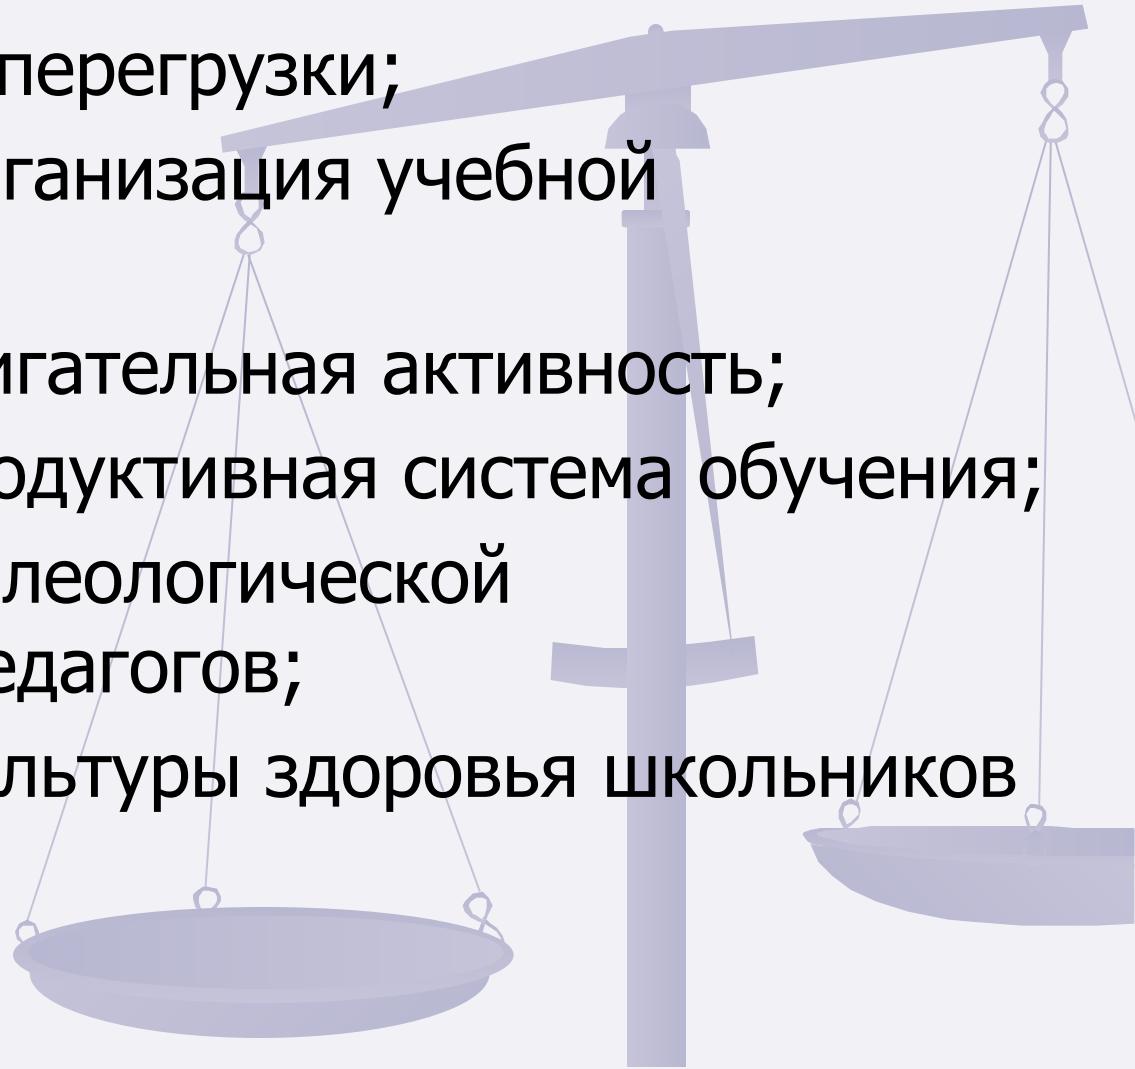 перегрузки;
ганизация учебной
игательная активность;
одуктивная система обучения;
леологической
едагогов;
льтуры здоровья школьников